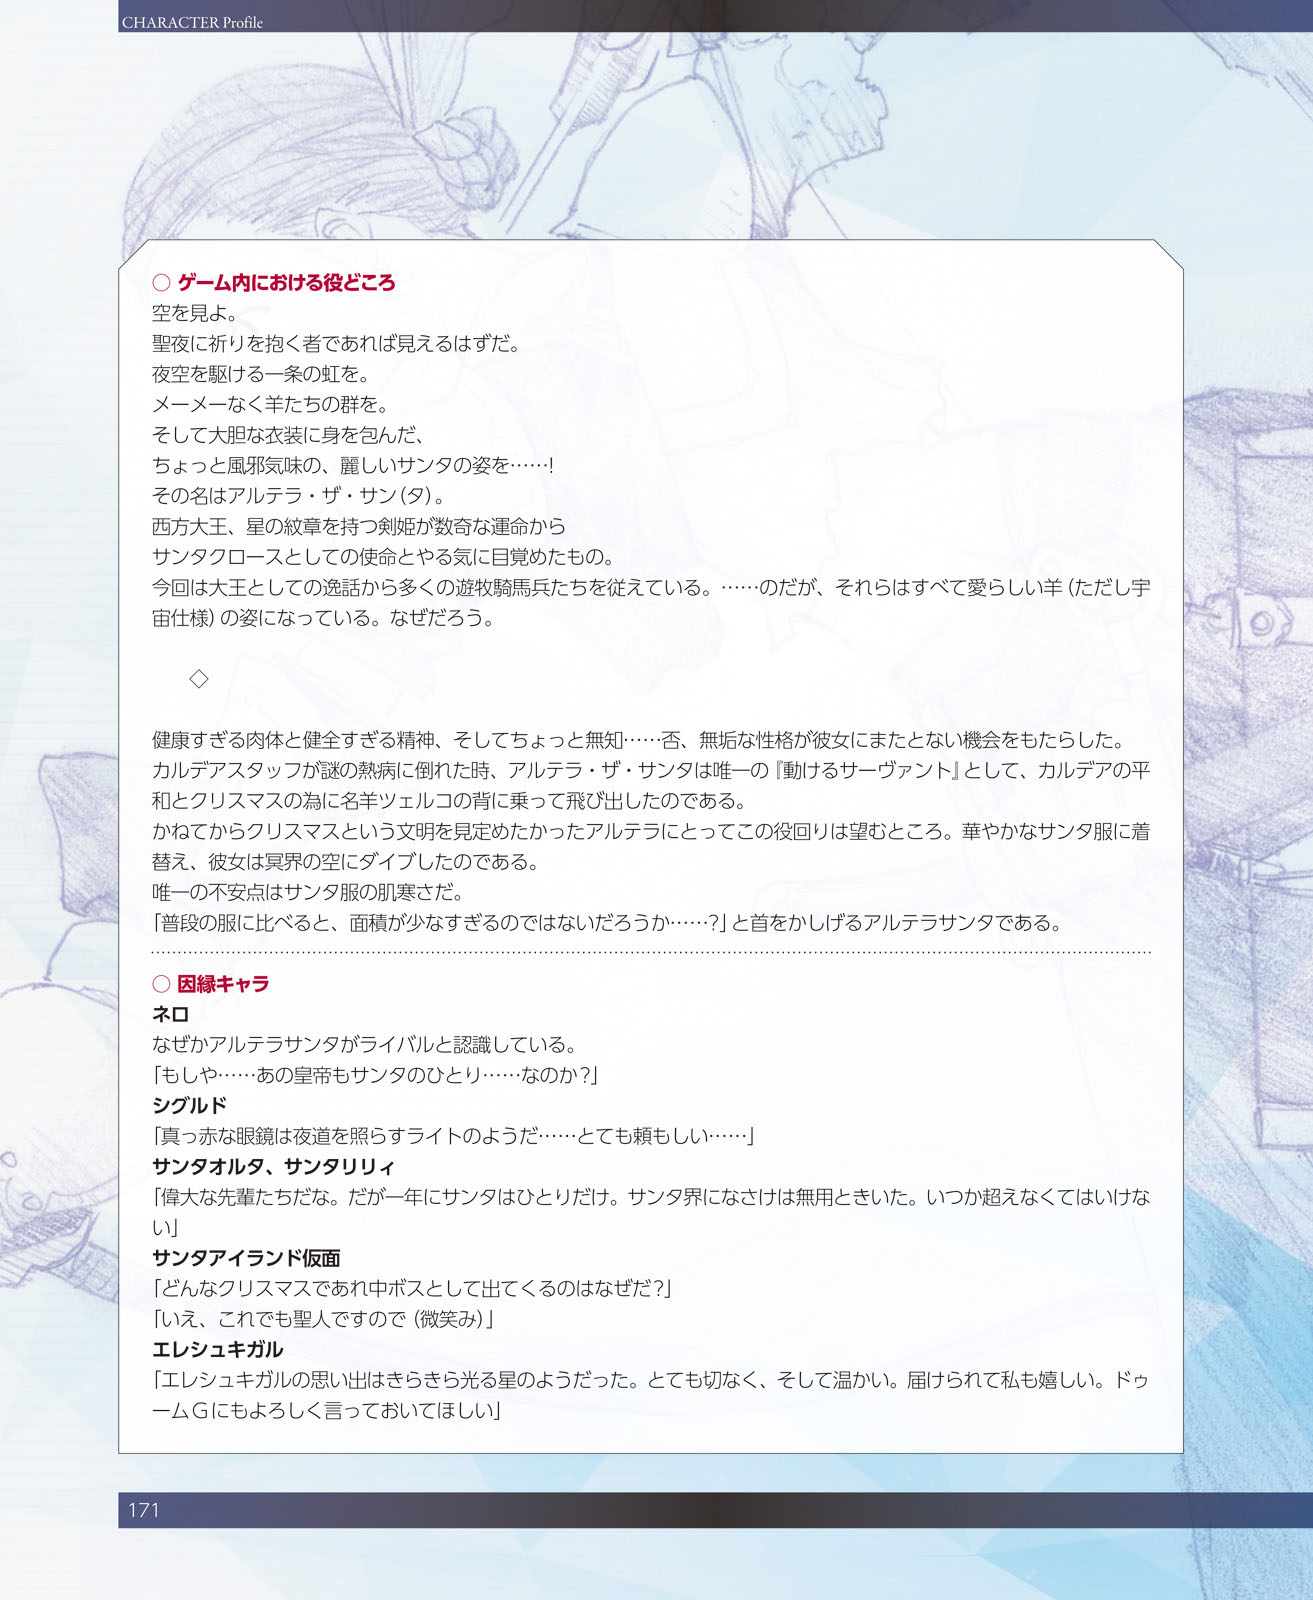 CHARACTER Profile
○ ゲーム内における役どころ
空を見よ。
聖夜に祈りを抱く者であれば見えるはずだ。
夜空を駆ける一条の虹を。
メーメーなく羊たちの群を。
そして大胆な衣装に身を包んだ、
ちょっと風邪気味の、麗しいサンタの姿を……!
その名はアルテラ・ザ・サン(タ)。
西方大王、星の紋章を持つ剣姫が数奇な運命から
サンタクロースとしての使命とやる気に目覚めたもの。
今回は大王としての逸話から多くの遊牧騎馬兵たちを従えている。……のだが、それらはすべて愛らしい羊(ただし宇
宙仕様)の姿になっている。なぜだろう。
◇
健康すぎる肉体と健全すぎる精神、そしてちょっと無知……否、無垢な性格が彼女にまたとない機会をもたらした。
カルデアスタッフが謎の熱病に倒れた時、アルテラ・ザ・サンタは唯一の『動けるサーヴァント』として、カルデアの平
和とクリスマスの為に名羊ツェルコの背に乗って飛び出したのである。
かねてからクリスマスという文明を見定めたかったアルテラにとってこの役回りは望むところ。華やかなサンタ服に着
替え、彼女は冥界の空にダイブしたのである。
唯一の不安点はサンタ服の肌寒さだ。
「普段の服に比べると、面積が少なすぎるのではないだろうか……?」と首をかしげるアルテラサンタである。
○ 因縁キャラ
ネロ
なぜかアルテラサンタがライバルと認識している。
「もしや……あの皇帝もサンタのひとり……なのか?」
シグルド
「真っ赤な眼鏡は夜道を照らすライトのようだ……とても頼もしい……」
サンタオルタ、サンタリリィ
「偉大な先輩たちだな。だが一年にサンタはひとりだけ。サンタ界になさけは無用ときいた。いつか超えなくてはいけな
い」
サンタアイランド仮面
「どんなクリスマスであれ中ボスとして出てくるのはなぜだ?」
「いえ、これでも聖人ですので(微笑み)」
エレシュキガル
「エレシュキガルの思い出はきらきら光る星のようだった。とても切なく、そして温かい。届けられて私も嬉しい。ドゥ
ームGにもよろしく言っておいてほしい」
171